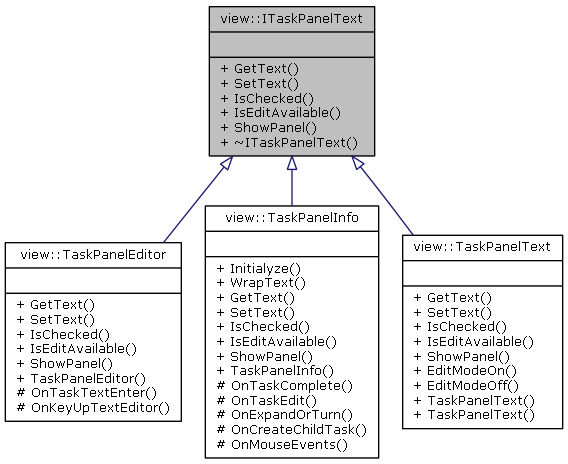 view::ITaskPanelText
+ GetText()
+ SetText()
+ IsChecked()
+ IsEditAvailable()
+ ShowPanel()
+ ~ITaskPanelText()
view::TaskPanelEditor
+ GetText()
+ SetText()
+ IsChecked()
+ IsEditAvailable()
+ ShowPanel()
+ TaskPanelEditor()
# OnTaskTextEnter()
# OnKeyUpTextEditor()
view::TaskPanelInfo
+ Initialyze()
+ WrapText()
+ GetText()
+ SetText()
+ IsChecked()
+ IsEditAvailable()
+ ShowPanel()
+ TaskPanelInfo()
# OnTaskComplete()
# OnTaskEdit()
# OnExpandOrTurn()
# OnCreateChildTask()
# OnMouseEvents()
view::TaskPanelText
+ GetText()
+ SetText()
+ IsChecked()
+ IsEditAvailable()
+ ShowPanel()
+ EditModeOn()
+ EditModeOff()
+ TaskPanelText()
+ TaskPanelText()